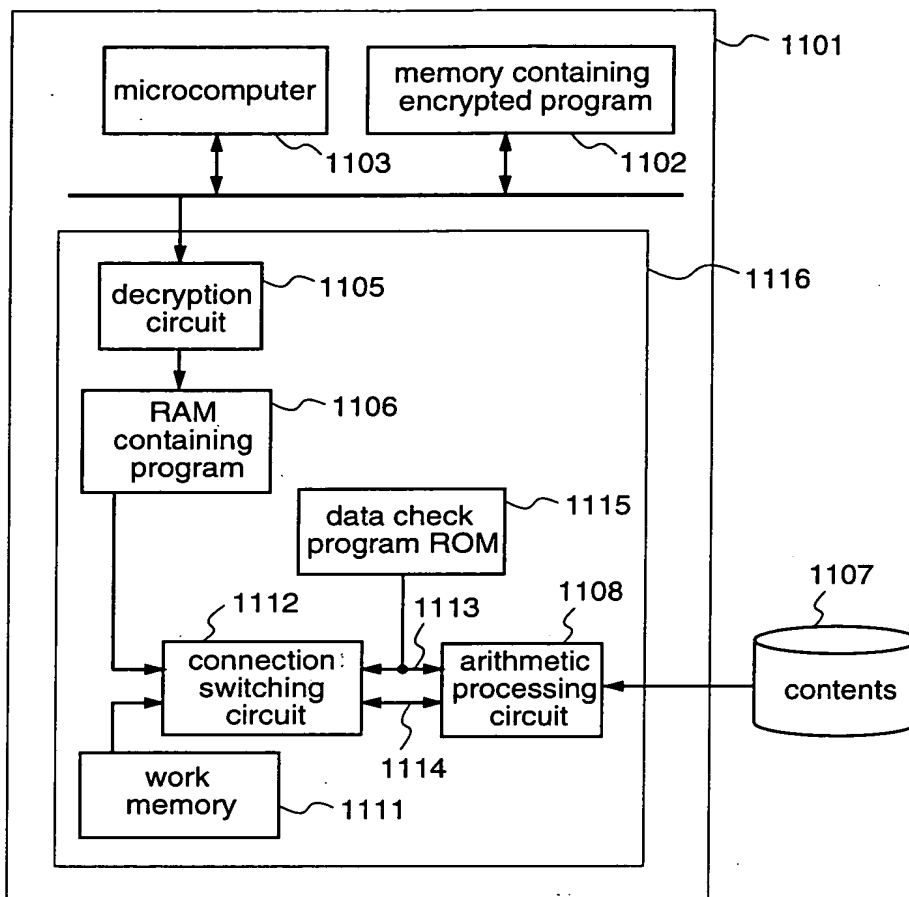 1101
microcomputer
memory containing
encrypted program
1103
1102
1116
decryption
circuit
1105
RAM
containing
program
1106
data check
program ROM
1115
1107
1112
1113
1108
connection
switching
circuit
arithmetic
processing
circuit
contents
1114
work
memory
1111